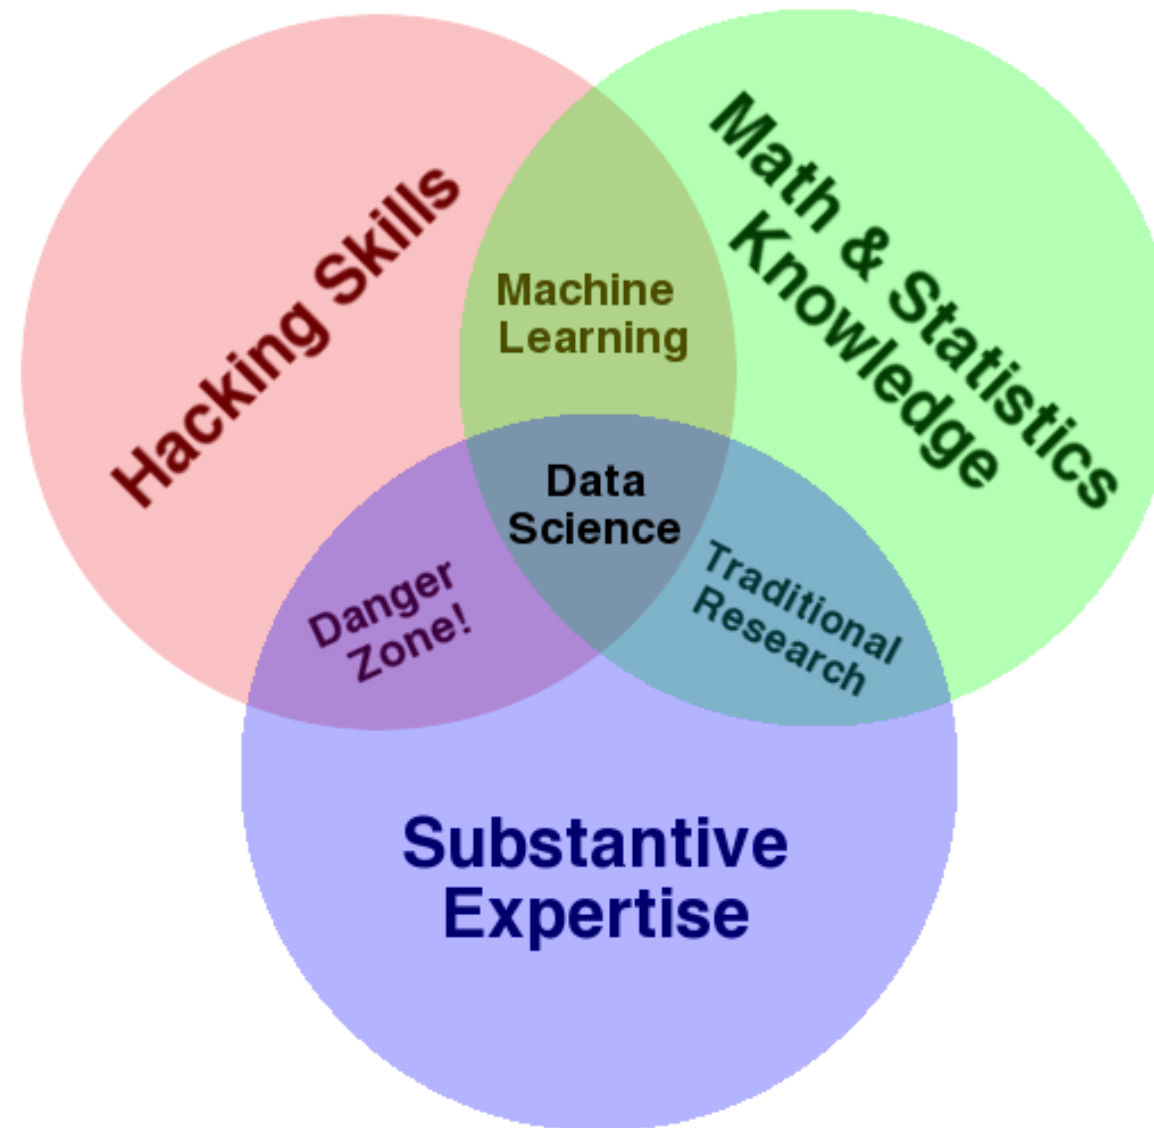 Hacking Skills
Math & Statistics
Knowledge
Machine
Learning
Data
Science
Danger
Zone!
Traditional
Research
Substantive
Expertise